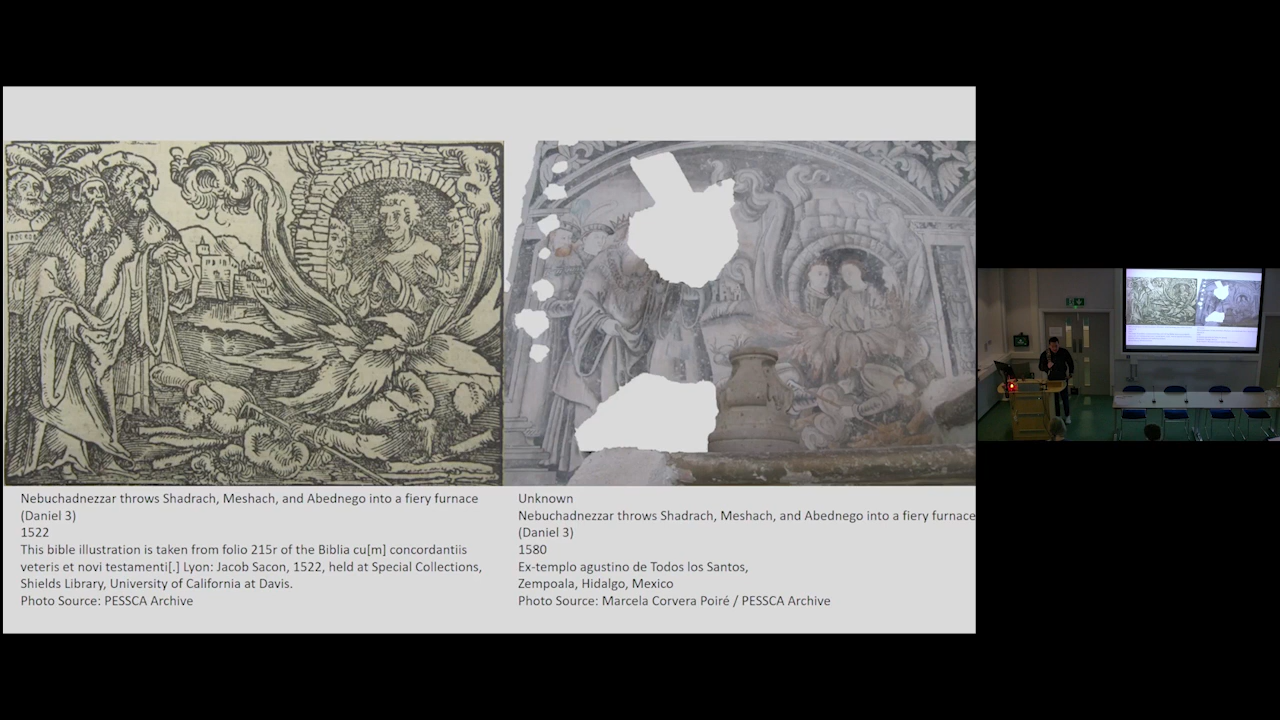 Nebuchadnezzar throws Shadrach, Meshach, and Abednego into a fiery furnace
(Daniel 3)
1522
This bible illustration is taken from folio 215r of the Biblia cu[m] concordantiis
veteris et novi testamenti[.] Lyon: Jacob Sacon, 1522, held at Special Collections,
Shields Library, University of California at Davis.
Photo Source: PESSCA Archive
Unknown
Nebuchadnezzar throws Shadrach, Meshach, and Abednego into a fiery furnace
(Daniel 3)
1580
Ex-templo agustino de Todos los Santos,
Zempoala, Hidalgo, Mexico
Photo Source: Marcela Corvera Poiré / PESSCA Archive